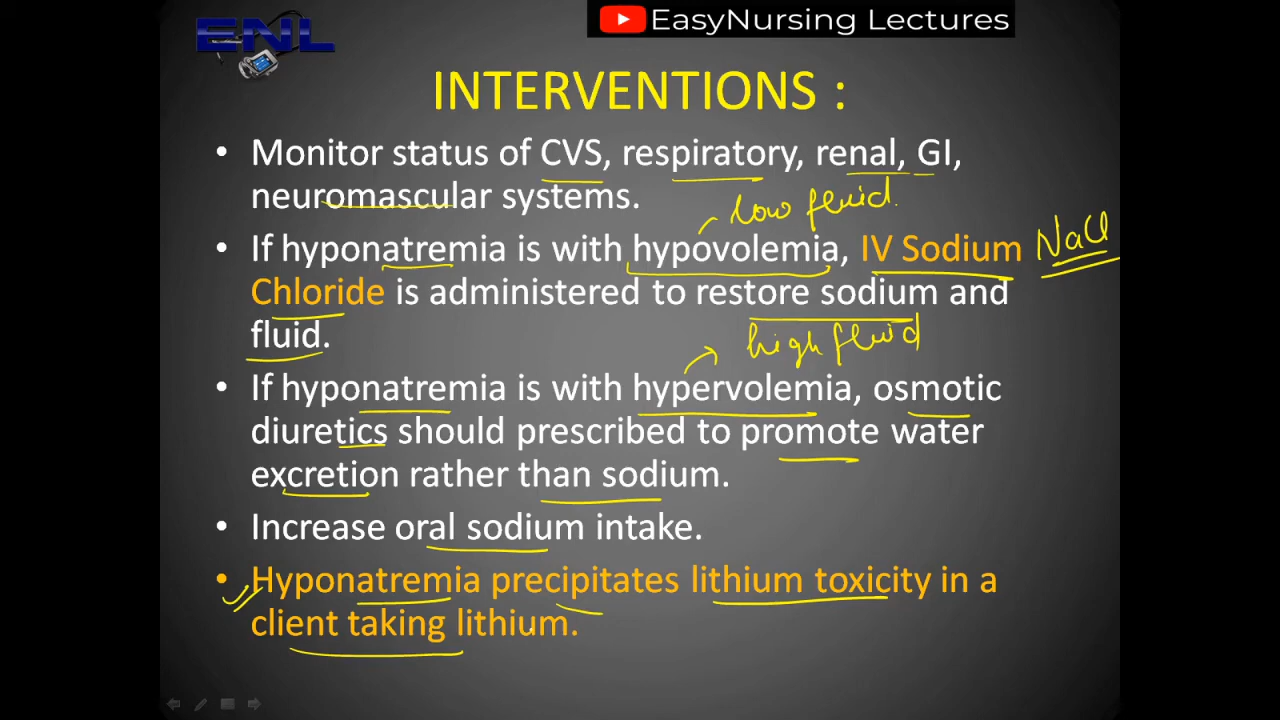 ENL
EasyNursing Lectures
INTERVENTIONS :
• Monitor status of CVS, respiratory, renal, GI,
neuromascular systems.
low fluid.
• If hyponatremia is with hypovolemia, IV Sodium
NaCl
Chloride is administered to restore sodium and
fluid.
high fluid
• If hyponatremia is with hypervolemia, osmotic
diuretics should prescribed to promote water
excretion rather than sodium.
• Increase oral sodium intake.
• Hyponatremia precipitates lithium toxicity in a
client taking lithium.